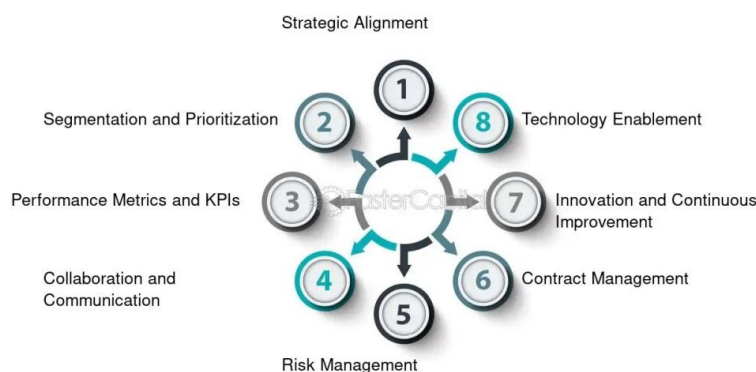 Strategic Alignment
1
2
8
Segmentation and Prioritization
Technology Enablement
FasterCapital
Performance Metrics and KPIs
3
7
Innovation and Continuous
Improvement
Collaboration and
Communication
4
6
Contract Management
5
Risk Management